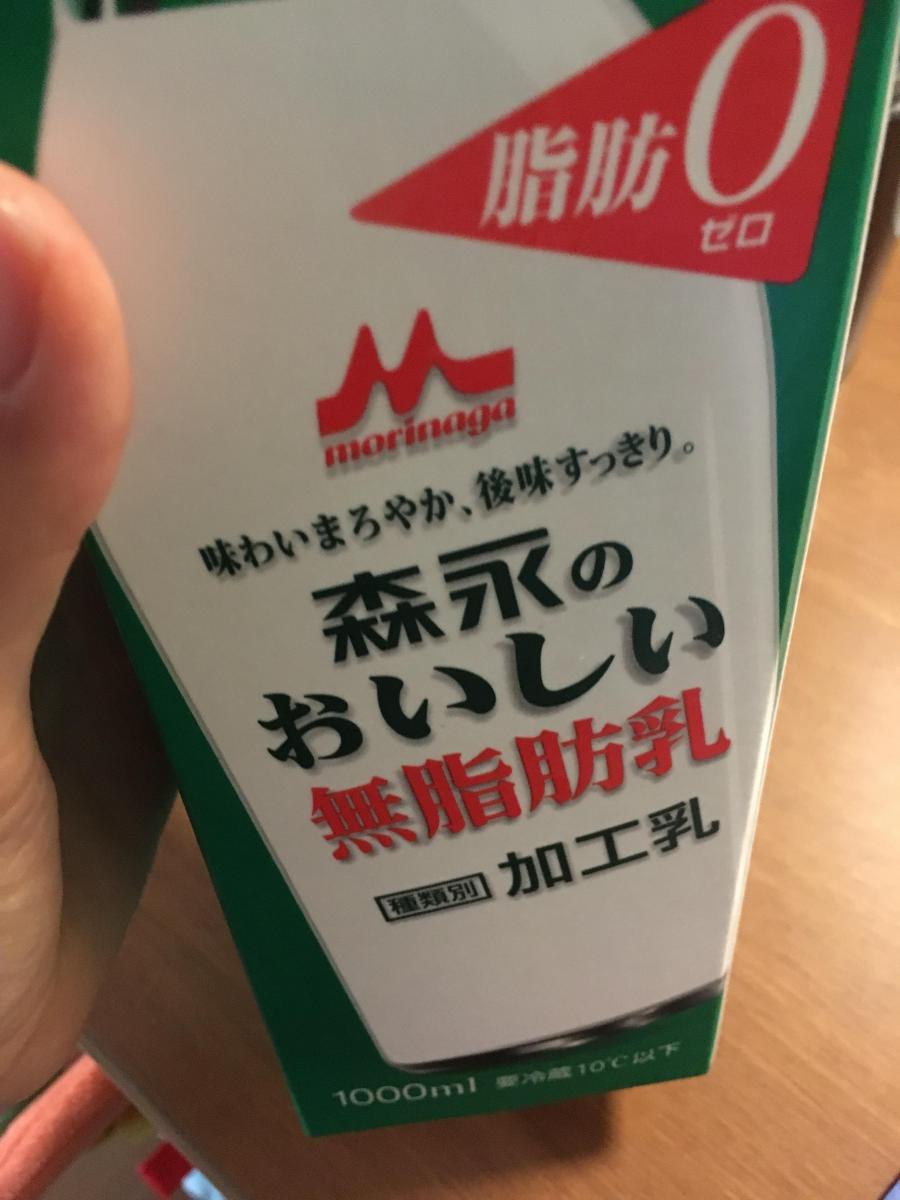 脂肪0
ゼロ
morinaga
味わいまろやか、後味すっきり。
森永の
おいしい
無脂肪乳
種類別 加工乳
1000ml 要冷蔵10℃以下